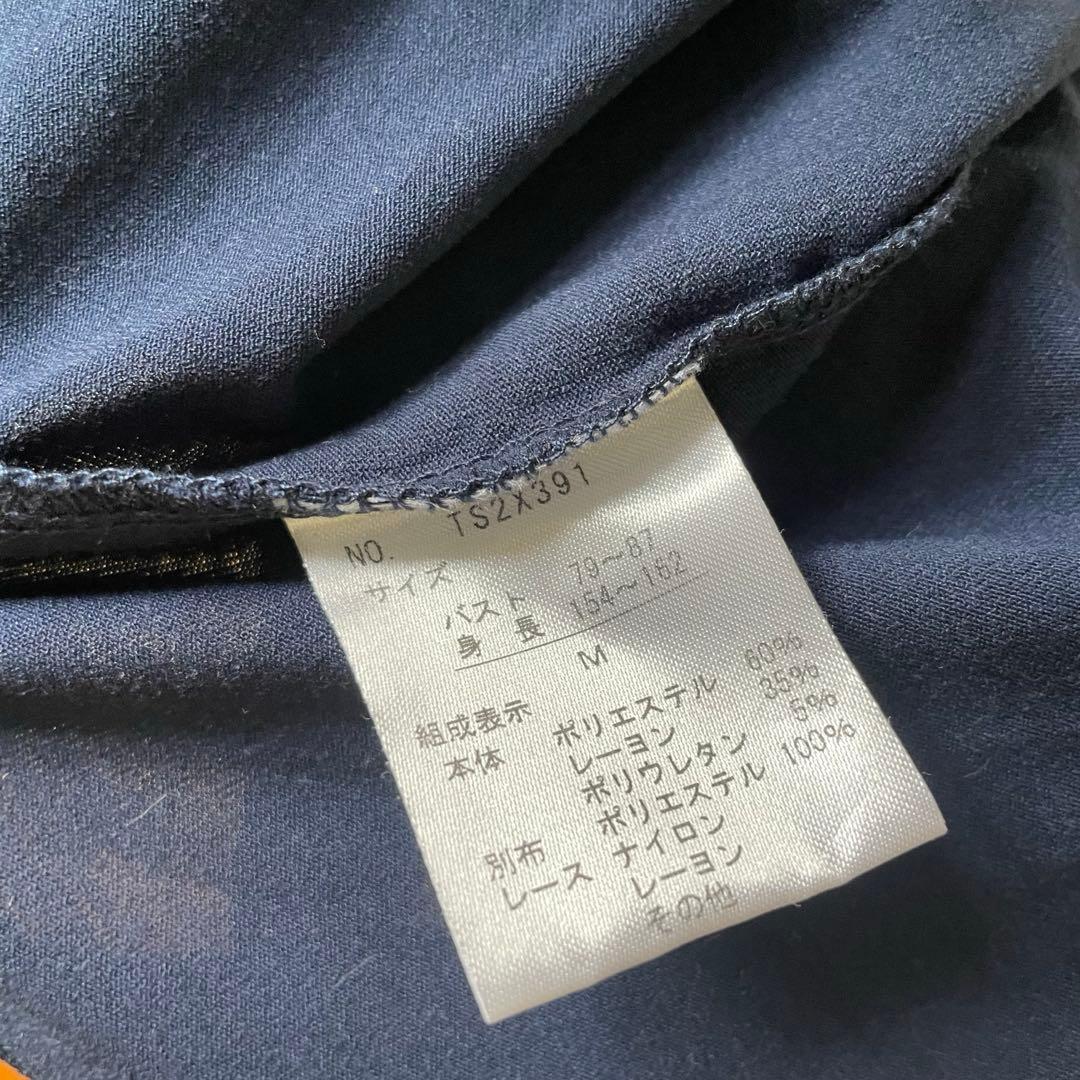 NO. TS2X391
サイズ
バスト 79~87
身長 154~162
M
組成表示
本体 ポリエステル 60%
レーヨン 35%
ポリウレタン 5%
別布 ポリエステル 100%
レース ナイロン
レーヨン
その他